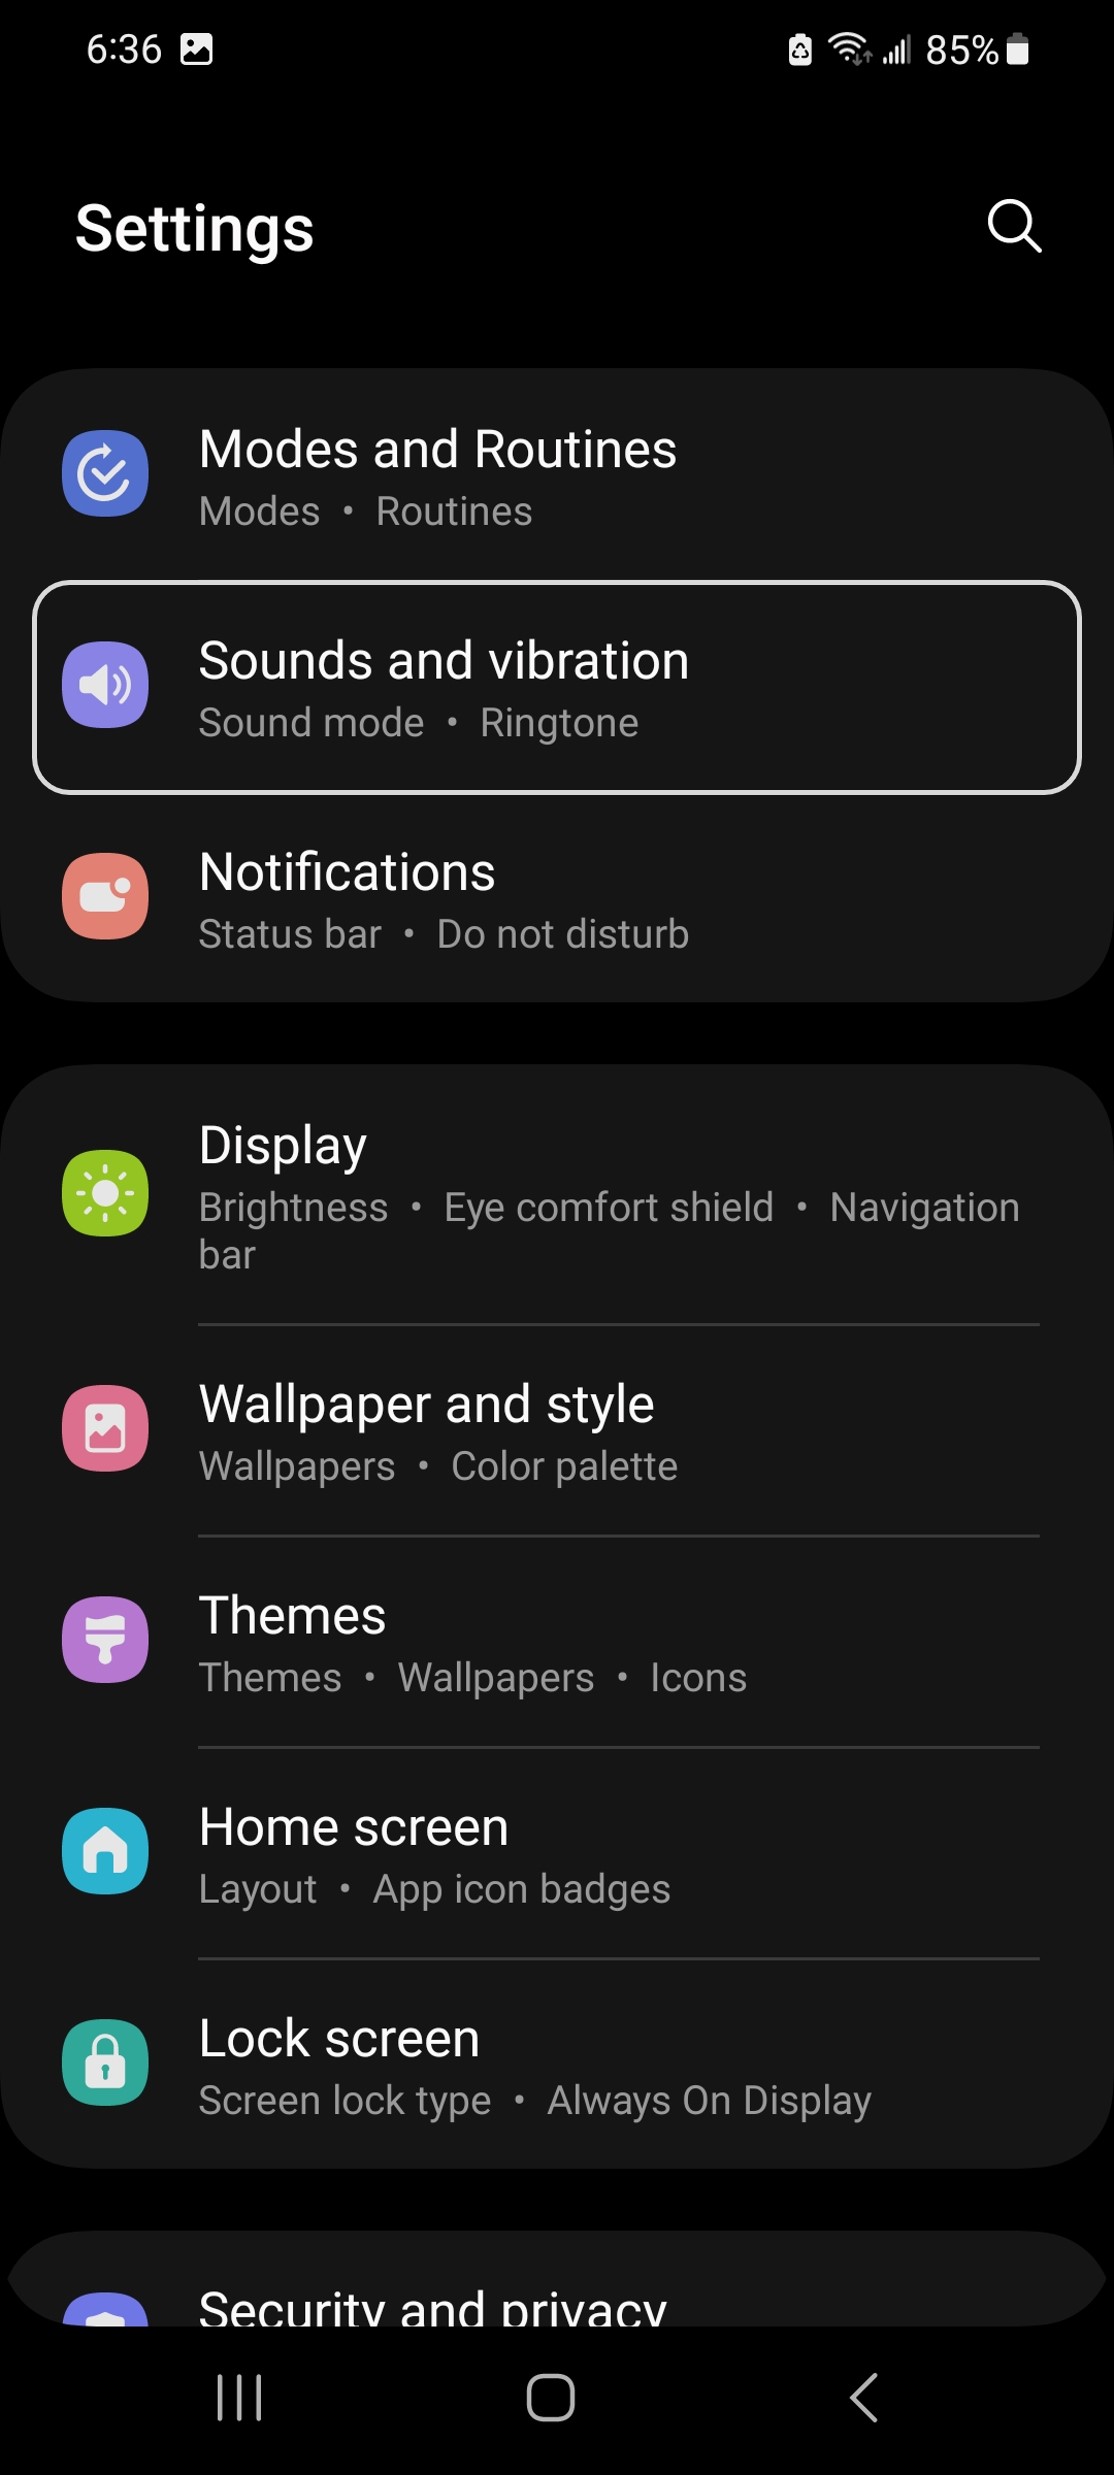 6:36 85%
Settings
Modes and Routines
Modes • Routines
Sounds and vibration
Sound mode • Ringtone
Notifications
Status bar • Do not disturb
Display
Brightness • Eye comfort shield • Navigation
bar
Wallpaper and style
Wallpapers • Color palette
Themes
Themes • Wallpapers • Icons
Home screen
Layout • App icon badges
Lock screen
Screen lock type • Always On Display
Security and privacy